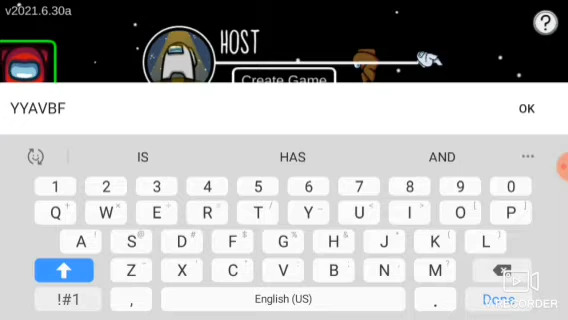 v2021.6.30a
HOST
?
Create Game
YYAVBF
OK
IS HAS AND
1 2 3 4 5 6 7 8 9 0
Q W E R T Y U I O P
A S D F G H J K L
Z X C V B N M
!#1 , English (US) . Done